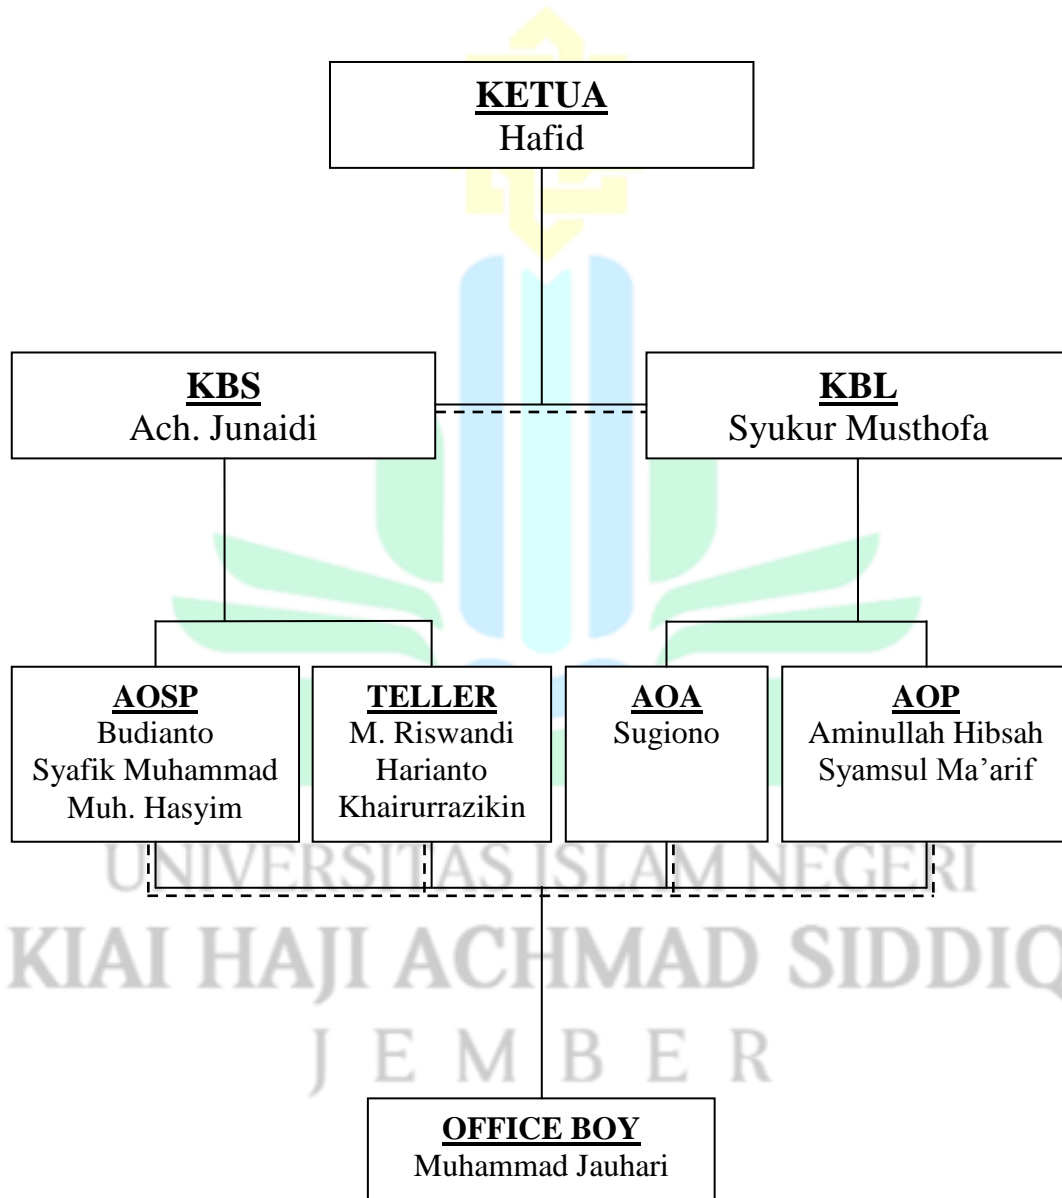 KETUA
Hafid
KBS
Ach. Junaidi
KBL
Syukur Musthofa
AOSP
Budianto
Syafik Muhammad
Muh. Hasyim
TELLER
M. Riswandi
Harianto
Khairurrazikin
AOA
Sugiono
AOP
Aminullah Hibsah
Syamsul Ma’arif
UNIVERSITAS ISLAM NEGERI
KIAI HAJI ACHMAD SIDDIQ
JEMBER
OFFICE BOY
Muhammad Jauhari